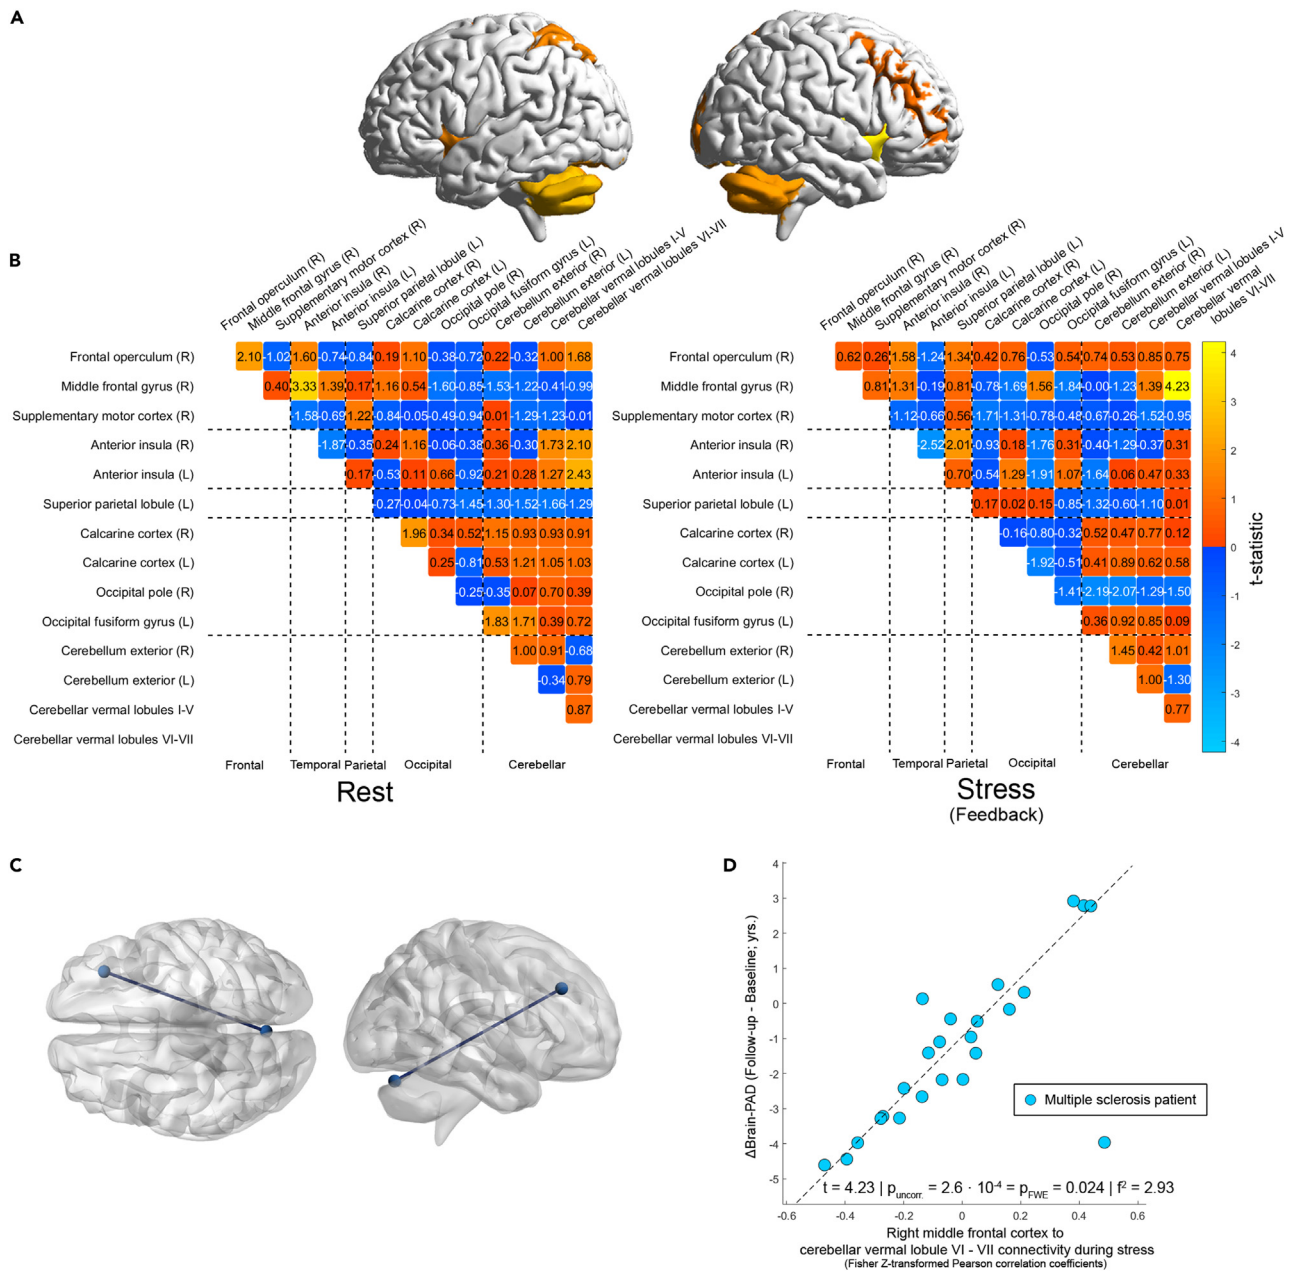 A
B
Frontal operculum (R)
Middle frontal gyrus (R)
Supplementary motor cortex (R)
Anterior insula (R)
Anterior insula (L)
Superior parietal lobule (L)
Calcarine cortex (R)
Calcarine cortex (L)
Occipital pole (R)
Occipital fusiform gyrus (L)
Cerebellum exterior (R)
Cerebellum exterior (L)
Cerebellar vermal lobules I-V
Cerebellar vermal lobules VI-VII
Frontal operculum (R) 2.10 -1.02 1.60 -0.74 -0.84 0.19 1.10 -0.38 -0.72 0.22 -0.32 1.00 1.68
Middle frontal gyrus (R) 0.40 3.33 1.39 0.17 1.16 0.54 -1.60 -0.85 -1.53 -1.22 -0.41 -0.99
Supplementary motor cortex (R) -1.58 -0.69 1.22 -0.84 -0.05 -0.49 -0.94 0.01 -1.29 -1.23 -0.01
Anterior insula (R) -1.87 -0.35 0.24 1.16 -0.06 -0.38 0.36 -0.30 1.73 2.10
Anterior insula (L) 0.17 -0.53 0.11 0.66 -0.92 0.21 0.28 1.27 2.43
Superior parietal lobule (L) -0.27 -0.04 -0.73 -1.45 -1.30 -1.52 -1.66 -1.29
Calcarine cortex (R) 1.96 0.34 0.52 1.15 0.93 0.93 0.91
Calcarine cortex (L) 0.25 -0.81 0.53 1.21 1.05 1.03
Occipital pole (R) -0.25 -0.35 0.07 0.70 0.39
Occipital fusiform gyrus (L) 1.83 1.71 0.39 0.72
Cerebellum exterior (R) 1.00 0.91 -0.68
Cerebellum exterior (L) -0.34 0.79
Cerebellar vermal lobules I-V 0.87
Cerebellar vermal lobules VI-VII
Frontal Temporal Parietal Occipital Cerebellar
Rest
Frontal operculum (R)
Middle frontal gyrus (R)
Supplementary motor cortex (R)
Anterior insula (R)
Anterior insula (L)
Superior parietal lobule (L)
Calcarine cortex (R)
Calcarine cortex (L)
Occipital pole (R)
Occipital fusiform gyrus (L)
Cerebellum exterior (R)
Cerebellum exterior (L)
Cerebellar vermal lobules I-V
Cerebellar vermal
lobules VI-VII
Frontal operculum (R) 0.62 0.26 1.58 -1.24 1.34 0.42 0.76 -0.53 0.54 0.74 0.53 0.85 0.75
Middle frontal gyrus (R) 0.81 1.31 -0.19 0.81 -0.78 -1.69 1.56 -1.84 -0.00 -1.23 1.39 4.23
Supplementary motor cortex (R) -1.12 -0.66 0.56 -1.71 -1.31 -0.78 -0.48 -0.67 -0.26 -1.52 -0.95
Anterior insula (R) -2.52 2.01 -0.93 0.18 -1.76 0.31 -0.40 -1.29 -0.37 0.31
Anterior insula (L) 0.70 -0.54 1.29 -1.91 1.07 -1.64 0.06 0.47 0.33
Superior parietal lobule (L) 0.17 0.02 0.15 -0.85 -1.32 -0.60 -1.10 0.01
Calcarine cortex (R) -0.16 -0.80 -0.32 0.52 0.47 0.77 0.12
Calcarine cortex (L) -1.92 -0.51 0.41 0.89 0.62 0.58
Occipital pole (R) -1.41 -2.19 -2.07 -1.29 -1.50
Occipital fusiform gyrus (L) 0.36 0.92 0.85 0.09
Cerebellum exterior (R) 1.45 0.42 1.01
Cerebellum exterior (L) 1.00 -1.30
Cerebellar vermal lobules I-V 0.77
Cerebellar vermal lobules VI-VII
Frontal Temporal Parietal Occipital Cerebellar
Stress
(Feedback)
4
3
2
1
0
-1
-2
-3
-4
t-statistic
C
D
4
3
2
1
0
-1
-2
-3
-4
-5
ΔBrain-PAD (Follow-up - Baseline; yrs.)
Multiple sclerosis patient
t = 4.23 | p uncorr. = 2.6 · 10-4 = p FWE = 0.024 | f2 = 2.93
-0.6 -0.4 -0.2 0 0.2 0.4 0.6
Right middle frontal cortex to
cerebellar vermal lobule VI - VII connectivity during stress
(Fisher Z-transformed Pearson correlation coefficients)